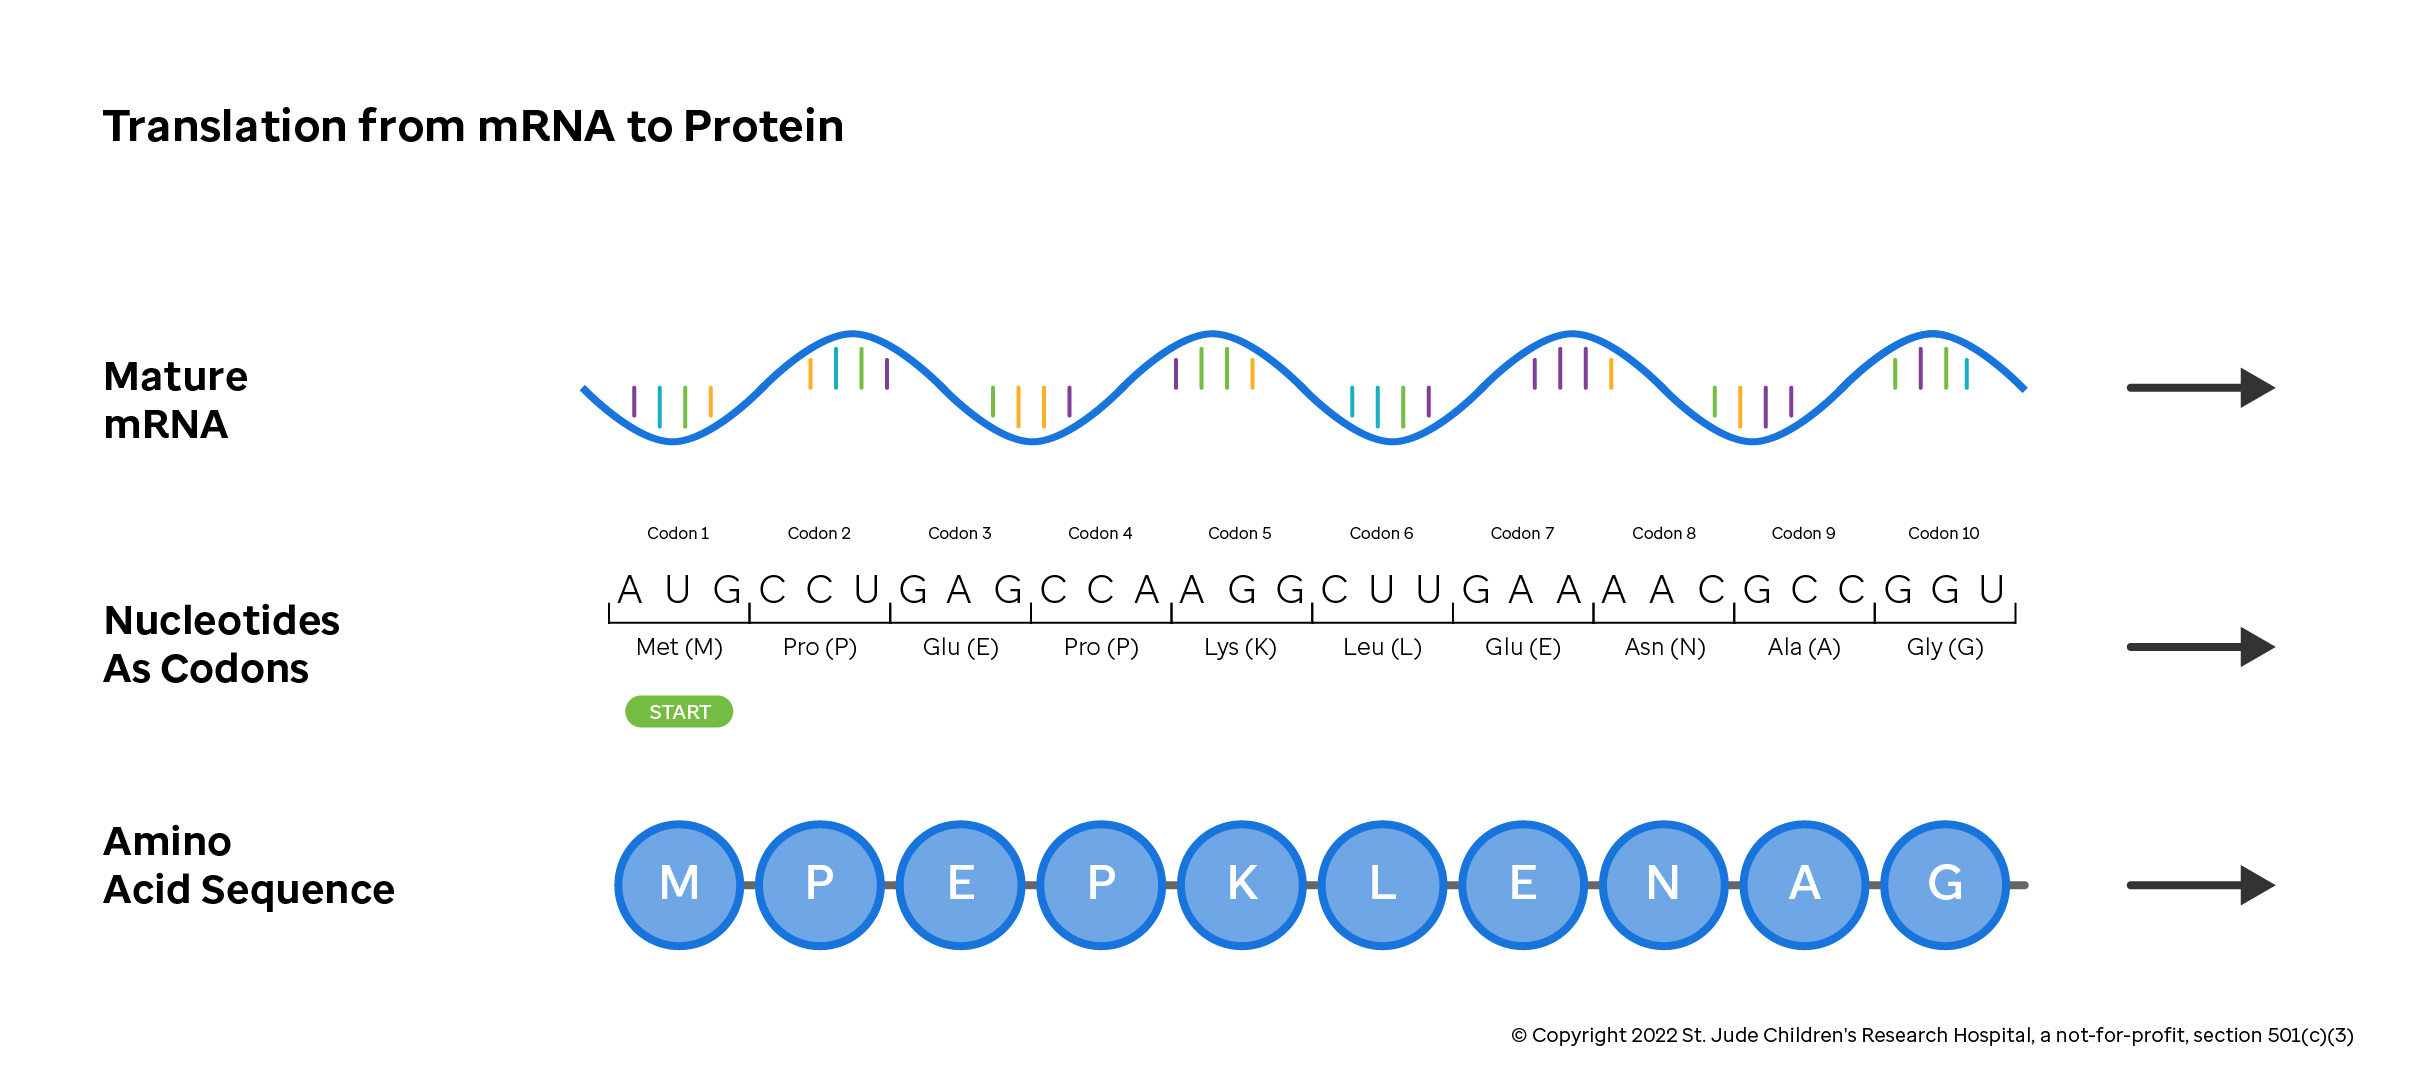 Translation from mRNA to Protein
Mature
mRNA
Codon 1 Codon 2 Codon 3 Codon 4 Codon 5 Codon 6 Codon 7 Codon 8 Codon 9 Codon 10
A U G C C U G A G C C A A G G C U U G A A A A C G C C G G U
Nucleotides
As Codons
Met (M) Pro (P) Glu (E) Pro (P) Lys (K) Leu (L) Glu (E) Asn (N) Ala (A) Gly (G)
START
Amino
Acid Sequence
M P E P K L E N A G
© Copyright 2022 St. Jude Children's Research Hospital, a not-for-profit, section 501(c)(3)